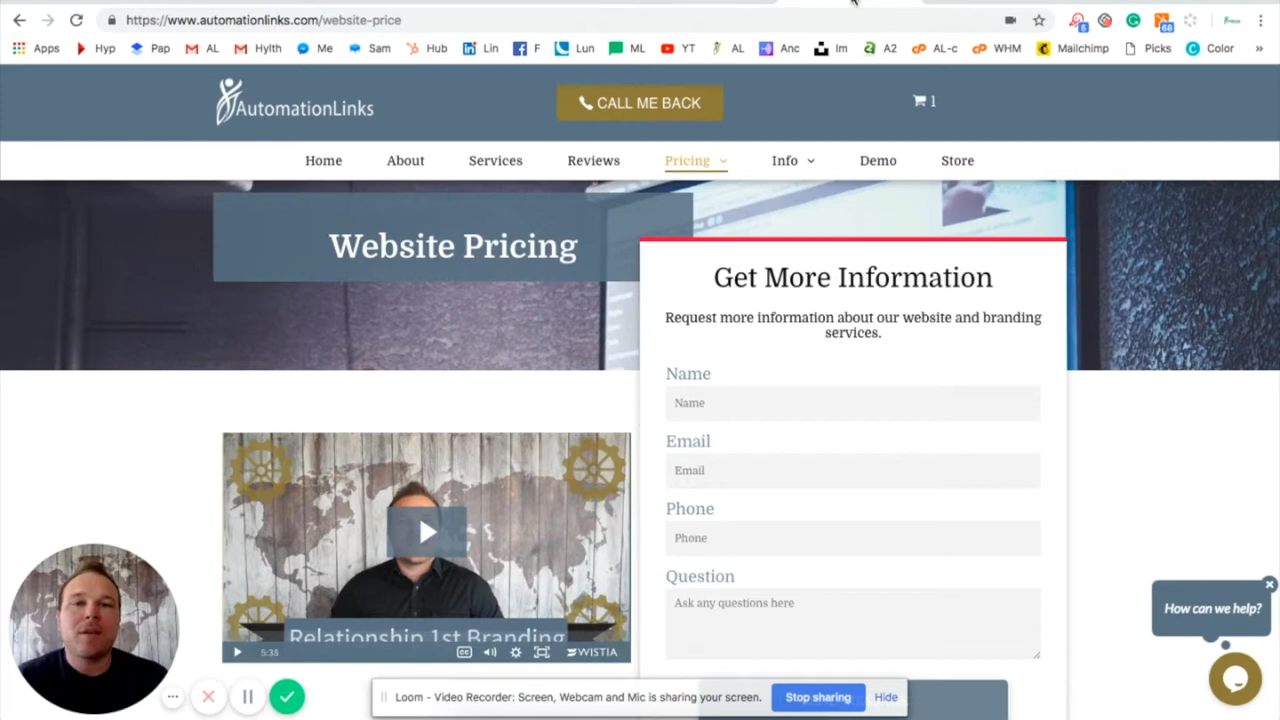 https://www.automationlinks.com/website-price
5
68
Apps Hyp Pap AL Hylth Me Sam Hub Lin F Lun ML YT AL Anc Im A2 AL-c WHM Mailchimp Picks Color »
AutomationLinks
CALL ME BACK
1
Home About Services Reviews Pricing Info Demo Store
Website Pricing
Get More Information
Request more information about our website and branding
services.
Name
Name
Email
Email
Phone
Phone
Question
Ask any questions here
Relationship 1st Branding
5:38
CC
WISTIA
How can we help?
Loom - Video Recorder: Screen, Webcam and Mic is sharing your screen. Stop sharing Hide